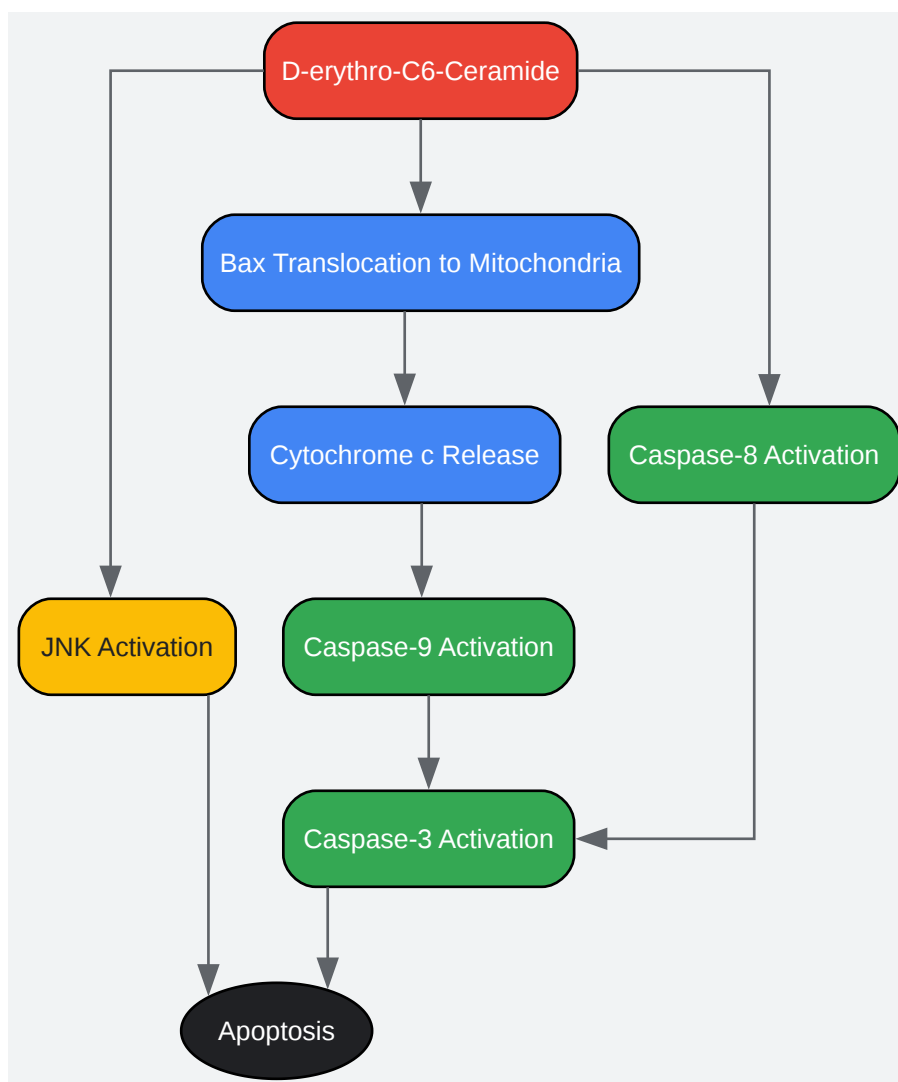 D-erythro-C6-Ceramide
Bax Translocation to Mitochondria
Cytochrome c Release
Caspase-8 Activation
JNK Activation
Caspase-9 Activation
Caspase-3 Activation
Apoptosis